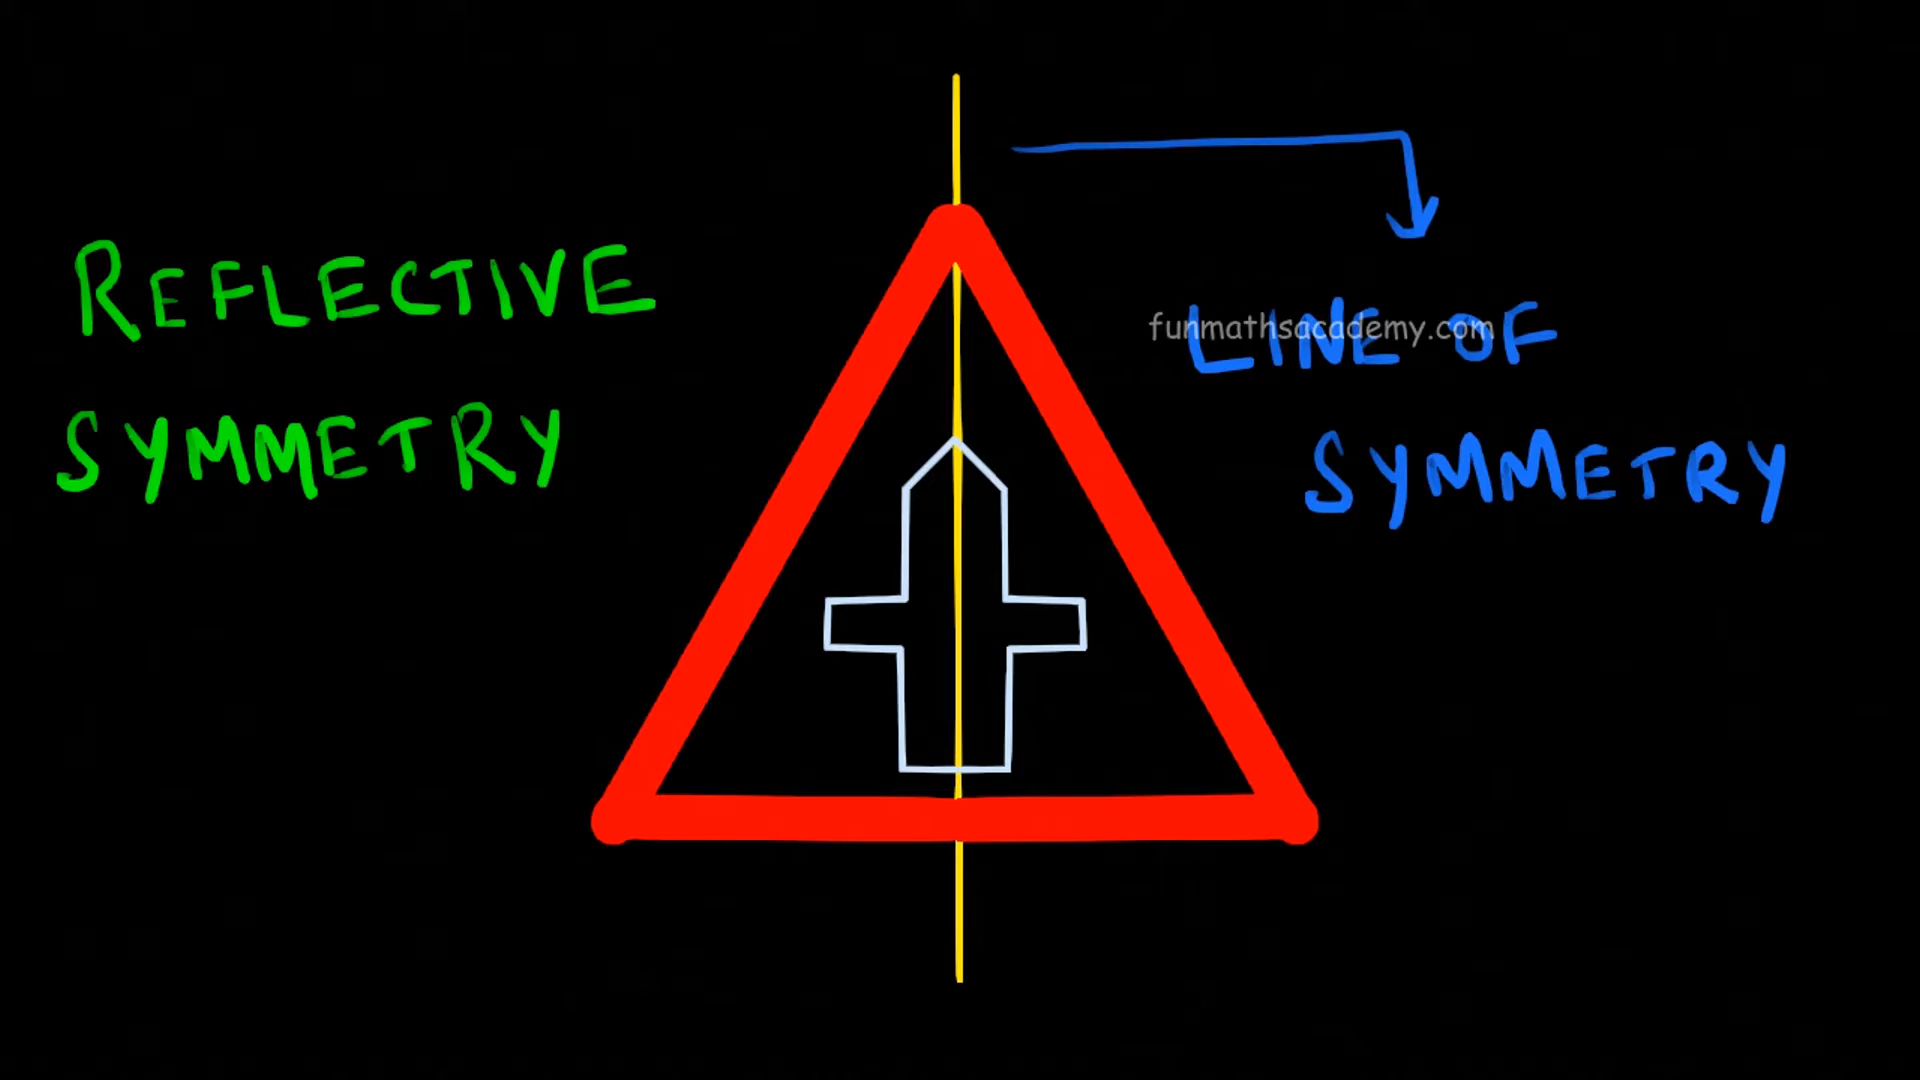 REFLECTIVE
SYMMETRY
funmathsacademy.com
LINE OF
SYMMETRY